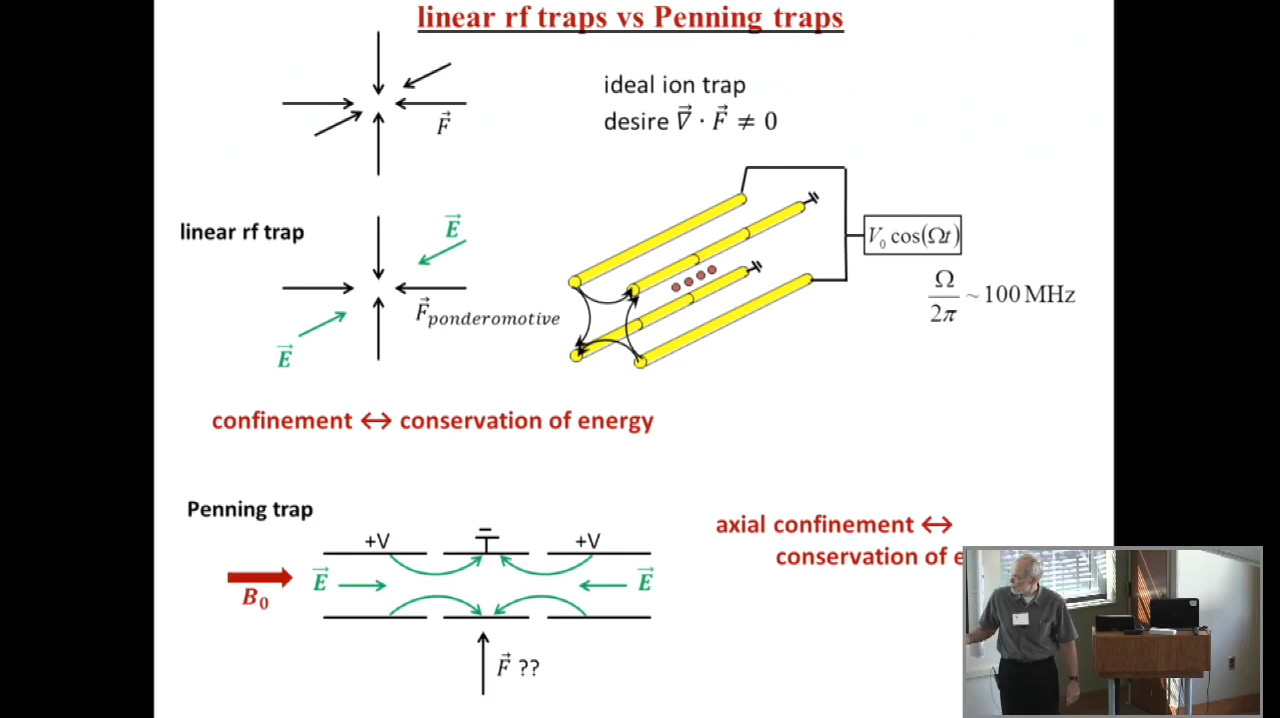 linear rf traps vs Penning traps
ideal ion trap
desire ∇⃗ · F⃗ ≠ 0
F⃗
linear rf trap
E⃗
F⃗ponderomotive
E⃗
V₀ cos(Ωt)
Ω/2π ~ 100 MHz
confinement ↔ conservation of energy
Penning trap
+V
+V
E⃗
E⃗
B₀
F⃗ ??
axial confinement ↔
conservation of e